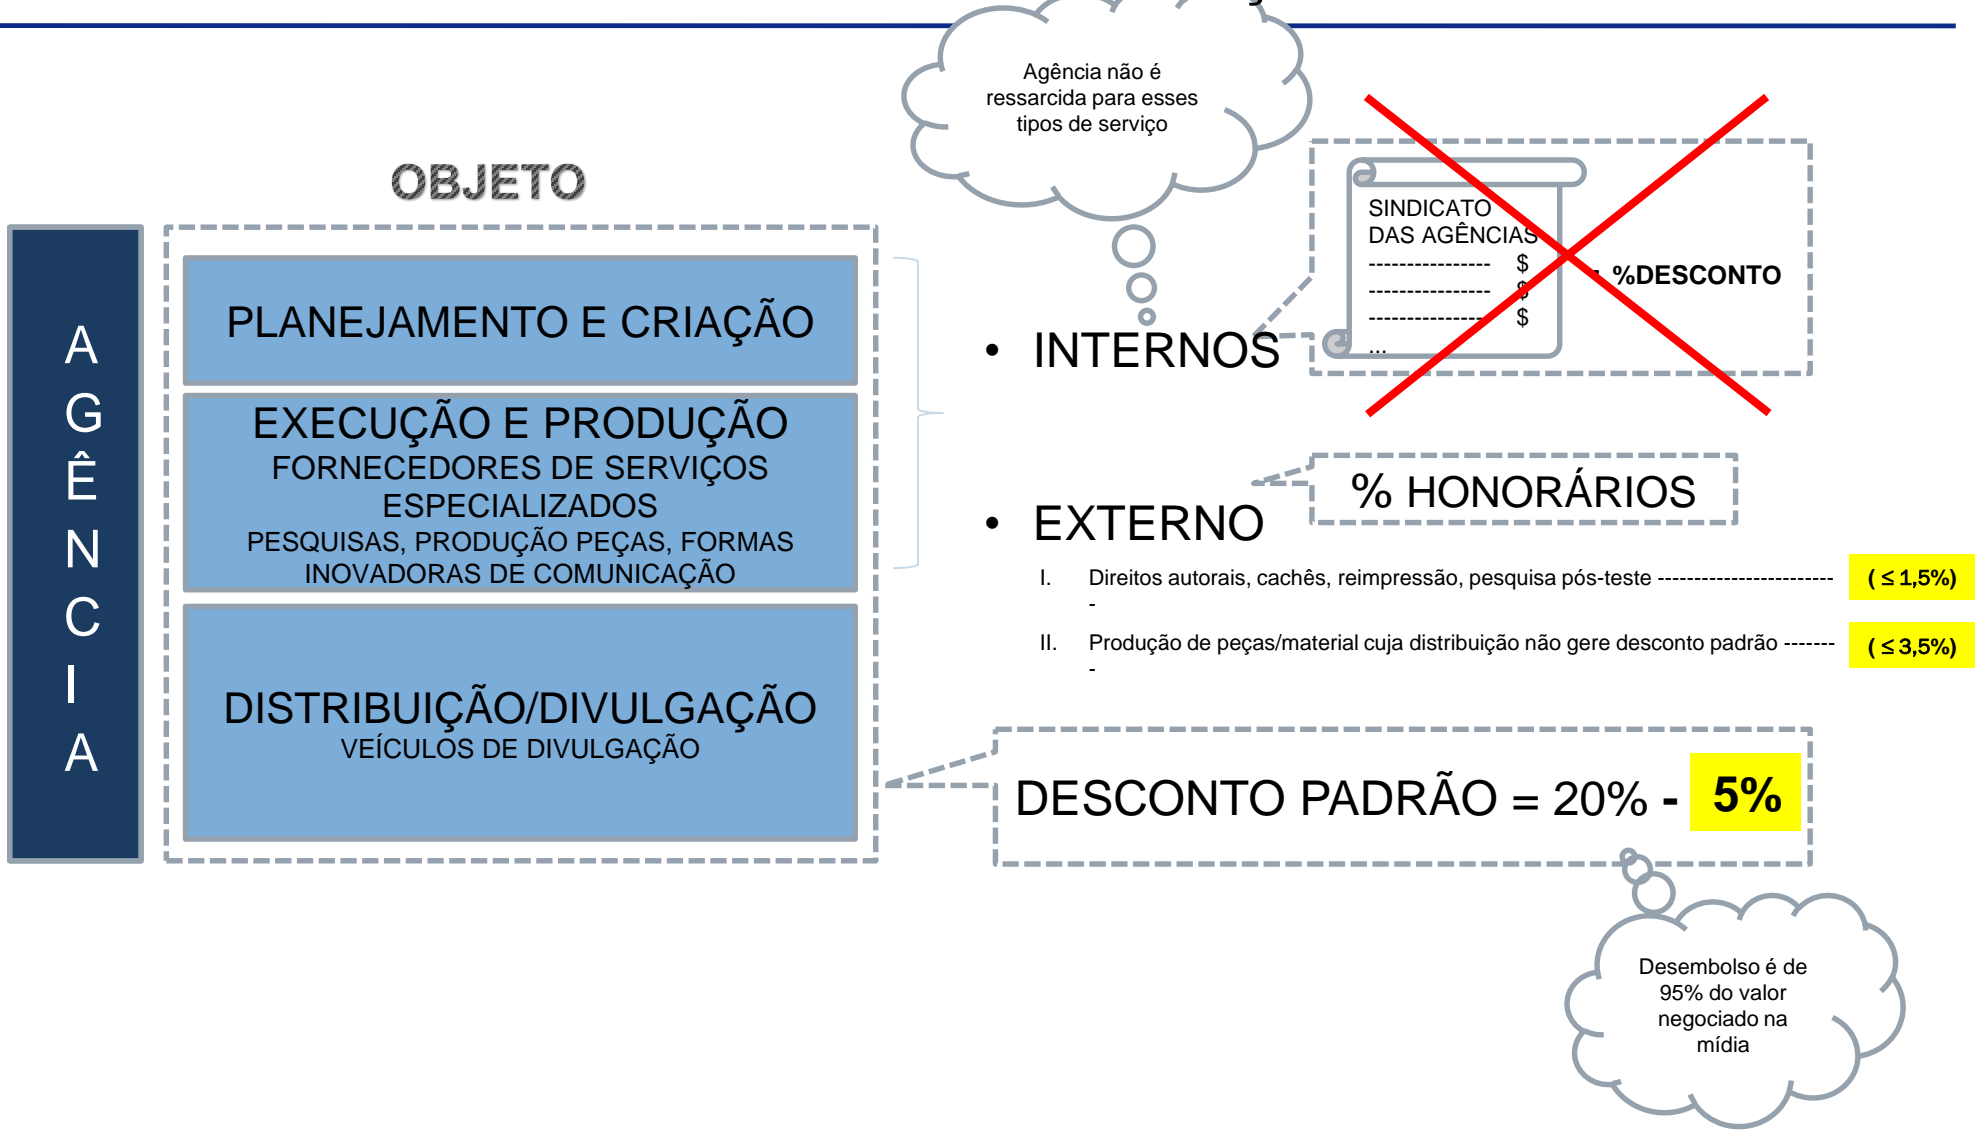 Agência não é
ressarcida para esses
tipos de serviço
OBJETO
SINDICATO
DAS AGÊNCIAS
---------------- $
---------------- $
---------------- $
...
- %DESCONTO
A
G
Ê
N
C
I
A
PLANEJAMENTO E CRIAÇÃO
EXECUÇÃO E PRODUÇÃO
FORNECEDORES DE SERVIÇOS
ESPECIALIZADOS
PESQUISAS, PRODUÇÃO PEÇAS, FORMAS
INOVADORAS DE COMUNICAÇÃO
DISTRIBUIÇÃO/DIVULGAÇÃO
VEÍCULOS DE DIVULGAÇÃO
• INTERNOS
% HONORÁRIOS
• EXTERNO
I. Direitos autorais, cachês, reimpressão, pesquisa pós-teste ------------------------ (≤ 1,5%)
-
II. Produção de peças/material cuja distribuição não gere desconto padrão ------- (≤ 3,5%)
-
DESCONTO PADRÃO = 20% - 5%
Desembolso é de
95% do valor
negociado na
mídia